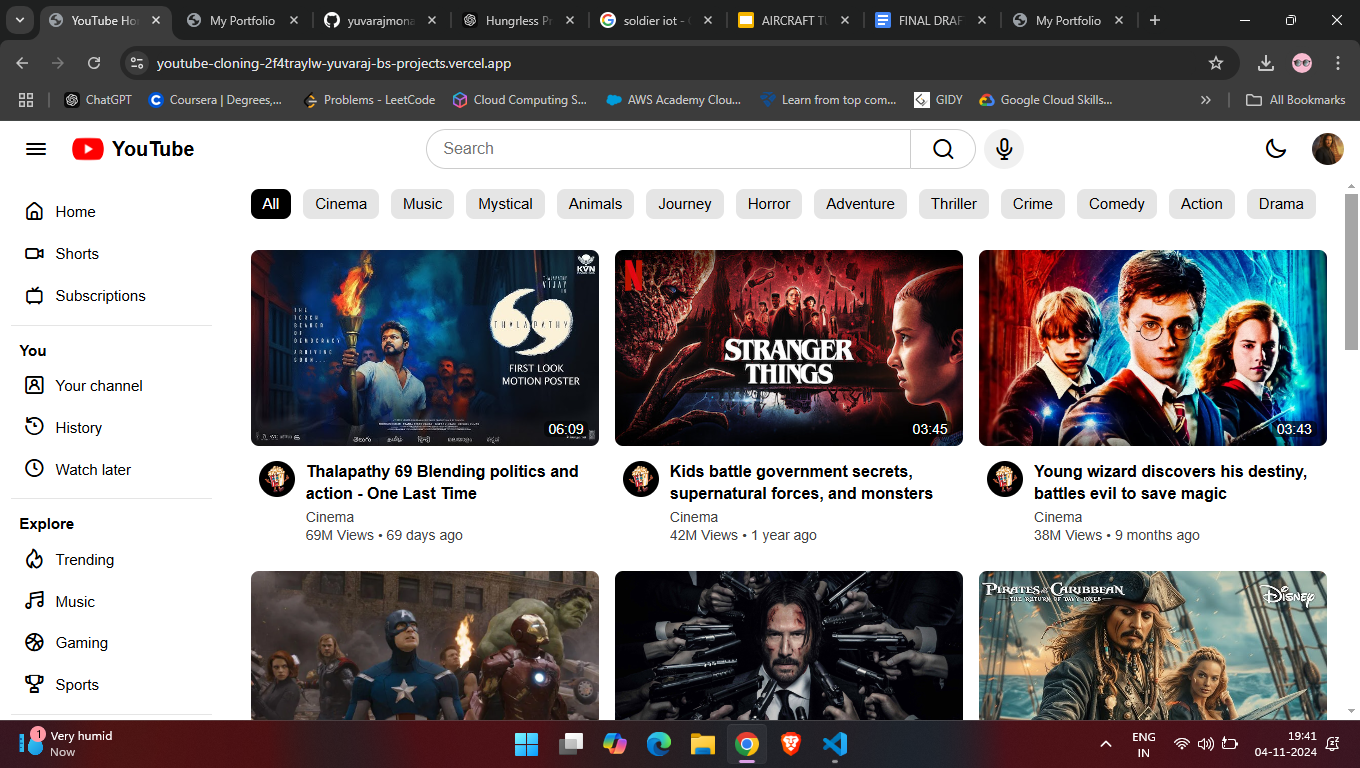 YouTube Ho
My Portfolio
yuvarajmona
Hungrless Pr
soldier iot - G
AIRCRAFT TU
FINAL DRAF
My Portfolio
youtube-cloning-2f4traylw-yuvaraj-bs-projects.vercel.app
ChatGPT
Coursera | Degrees,...
Problems - LeetCode
Cloud Computing S...
AWS Academy Clou...
Learn from top com...
GIDY
Google Cloud Skills...
All Bookmarks
YouTube
Search
Home
Shorts
Subscriptions
You
Your channel
History
Watch later
Explore
Trending
Music
Gaming
Sports
All Cinema Music Mystical Animals Journey Horror Adventure Thriller Crime Comedy Action Drama
KVN
VIJAY
THE
TORCH
BEARER
OF
DEMOCRACY
ARRIVING
SOON...
69
THALAPATHY
FIRST LOOK
MOTION POSTER
06:09
Thalapathy 69 Blending politics and
action - One Last Time
Cinema
69M Views • 69 days ago
N
STRANGER
THINGS
03:45
Kids battle government secrets,
supernatural forces, and monsters
Cinema
42M Views • 1 year ago
03:43
Young wizard discovers his destiny,
battles evil to save magic
Cinema
38M Views • 9 months ago
PIRATES of the CARIBBEAN
THE RETURN OF DAVY JONES
DISNEY
1
Very humid
Now
ENG
IN
19:41
04-11-2024